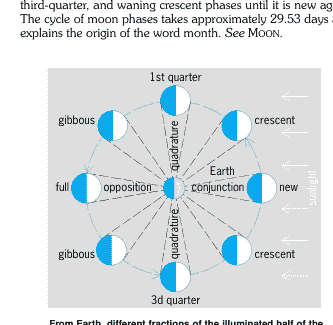 third-quarter, and waning crescent phases until it is new ag
The cycle of moon phases takes approximately 29.53 days a
explains the origin of the word month. See MOON.
1st quarter
gibbous
crescent
quadrature
Earth
full
opposition
conjunction
new
sunlight
quadrature
gibbous
crescent
3d quarter
From Earth, different fractions of the illuminated half of the